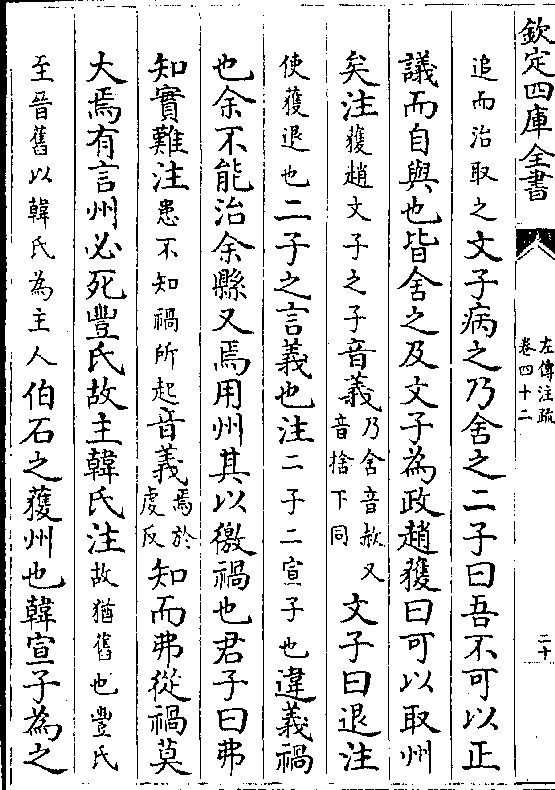 欽定四庫全書
左傳注疏
卷四十二
二十
追而治取之文子病之乃舍之二子曰吾不可以正
議而自與也皆舍之及文子為政趙獲曰可以取州
矣注獲趙文子之子音義乃舍音赦又音捨下同文子曰退注
使獲退也二子之言義也注二子二宣子也違義禍
也余不能治余縣又焉用州其以徼禍也君子曰弗
知實難注患不知禍所起音義焉於虔反知而弗從禍莫
大焉有言州必死豐氏故主韓氏注故猶舊也豐氏
至晉舊以韓氏為主人伯石之獲州也韓宣子為之